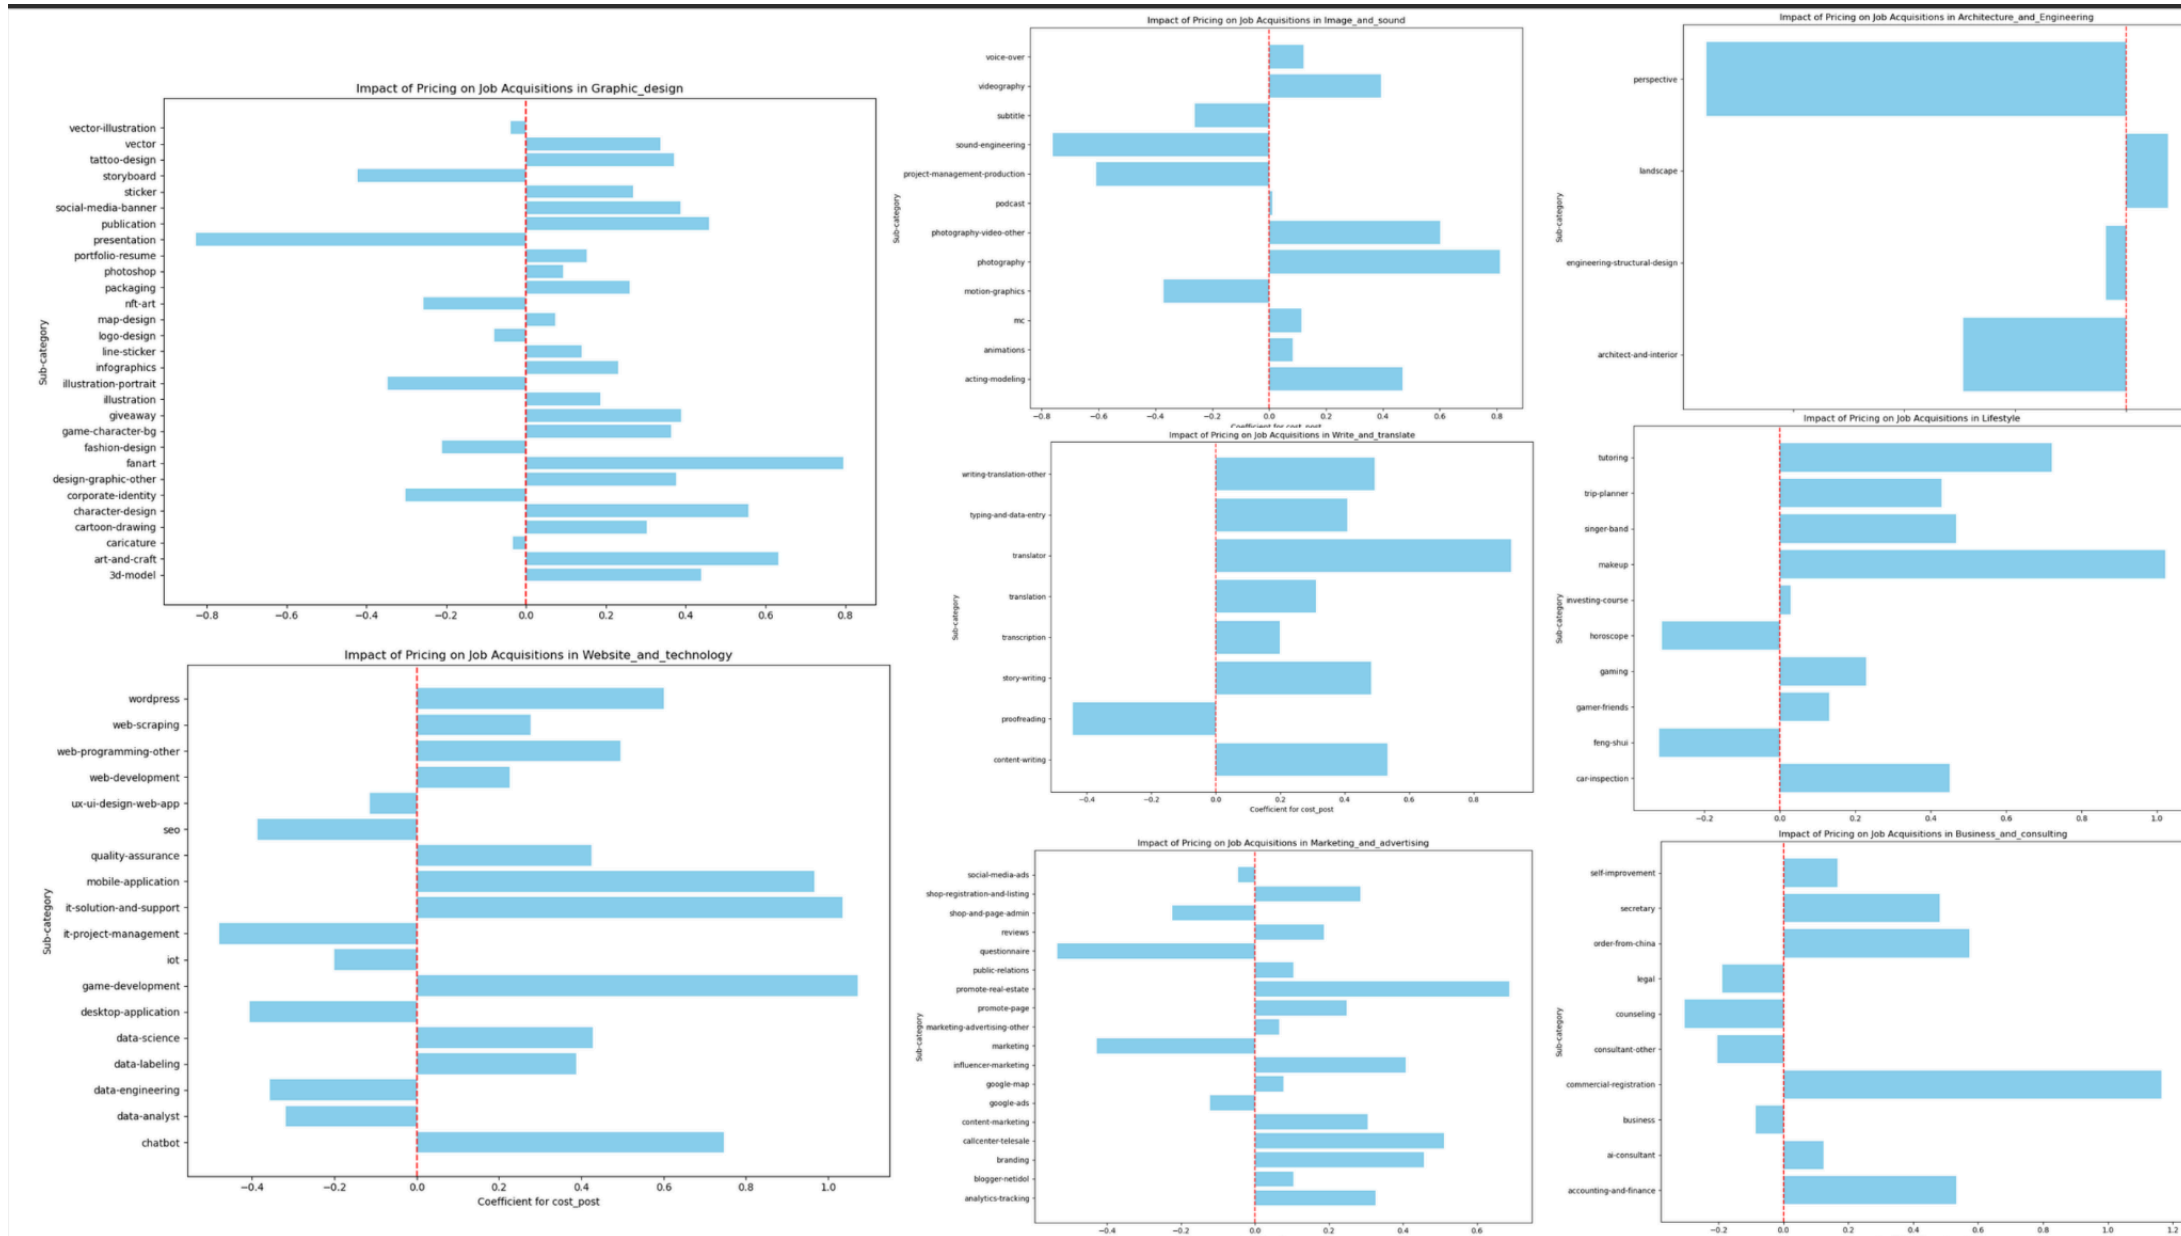 Impact of Pricing on Job Acquisitions in Graphic_design
Sub-category
vector-illustration
vector
tattoo-design
storyboard
sticker
social-media-banner
publication
presentation
portfolio-resume
photoshop
packaging
nft-art
map-design
logo-design
line-sticker
infographics
illustration-portrait
illustration
giveaway
game-character-bg
fashion-design
fanart
design-graphic-other
corporate-identity
character-design
cartoon-drawing
caricature
art-and-craft
3d-model
−0.8 −0.6 −0.4 −0.2 0.0 0.2 0.4 0.6 0.8
Impact of Pricing on Job Acquisitions in Website_and_technology
Sub-category
wordpress
web-scraping
web-programming-other
web-development
ux-ui-design-web-app
seo
quality-assurance
mobile-application
it-solution-and-support
it-project-management
iot
game-development
desktop-application
data-science
data-labeling
data-engineering
data-analyst
chatbot
−0.4 −0.2 0.0 0.2 0.4 0.6 0.8 1.0
Coefficient for cost_post
Impact of Pricing on Job Acquisitions in Image_and_sound
Sub-category
voice-over
videography
subtitle
sound-engineering
project-management-production
podcast
photography-video-other
photography
motion-graphics
mc
animations
acting-modeling
−0.8 −0.6 −0.4 −0.2 0.0 0.2 0.4 0.6 0.8
Coefficient for cost_post
Impact of Pricing on Job Acquisitions in Write_and_translate
Sub-category
writing-translation-other
typing-and-data-entry
translator
translation
transcription
story-writing
proofreading
content-writing
−0.4 −0.2 0.0 0.2 0.4 0.6 0.8
Coefficient for cost_post
Impact of Pricing on Job Acquisitions in Marketing_and_advertising
Sub-category
social-media-ads
shop-registration-and-listing
shop-and-page-admin
reviews
questionnaire
public-relations
promote-real-estate
promote-page
marketing-advertising-other
marketing
influencer-marketing
google-map
google-ads
content-marketing
callcenter-telesale
branding
blogger-netidol
analytics-tracking
−0.4 −0.2 0.0 0.2 0.4 0.6
Impact of Pricing on Job Acquisitions in Architecture_and_Engineering
Sub-category
perspective
landscape
engineering-structural-design
architect-and-interior
Impact of Pricing on Job Acquisitions in Lifestyle
Sub-category
tutoring
trip-planner
singer-band
makeup
investing-course
horoscope
gaming
gamer-friends
feng-shui
car-inspection
−0.2 0.0 0.2 0.4 0.6 0.8 1.0
Impact of Pricing on Job Acquisitions in Business_and_consulting
Sub-category
self-improvement
secretary
order-from-china
legal
counseling
consultant-other
commercial-registration
business
ai-consultant
accounting-and-finance
−0.2 0.0 0.2 0.4 0.6 0.8 1.0 1.2